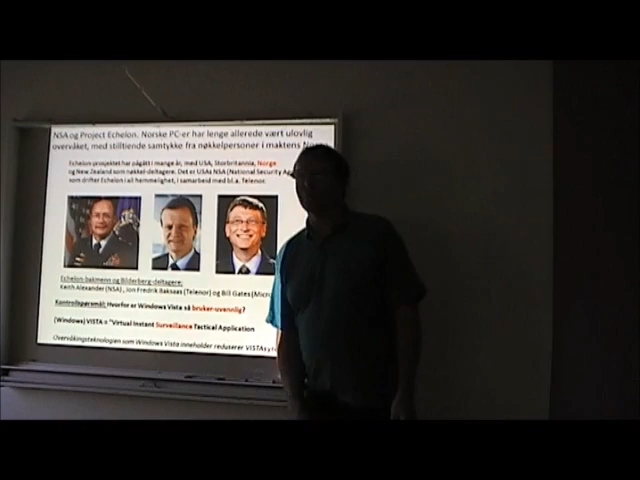 NSA og Project Echelon. Norske PC-er har lenge allerede vært ulovlig
overvåket, med stilltiende samtykke fra nøkkelpersoner i maktens
Echelon-prosjektet har pågått i mange år, med USA, Storbritannia, Norge
og New Zealand som nøkkel-deltagere. Det er USAs NSA (National Security
som drifter Echelon i all hemmelighet, i samarbeid med bl.a. Telenor.
Echelon-bakmenn og Bilderberg-deltagere:
Keith Alexander (NSA) , Jon Fredrik Baksaas (Telenor) og Bill Gates
Kontrollspørsmål: Hvorfor er Windows Vista så bruker-uvennlig?
(Windows) VISTA = "Virtual Instant Surveillance Tactical Application
Overvåkingsteknologien som Windows Vista inneholder reduserer